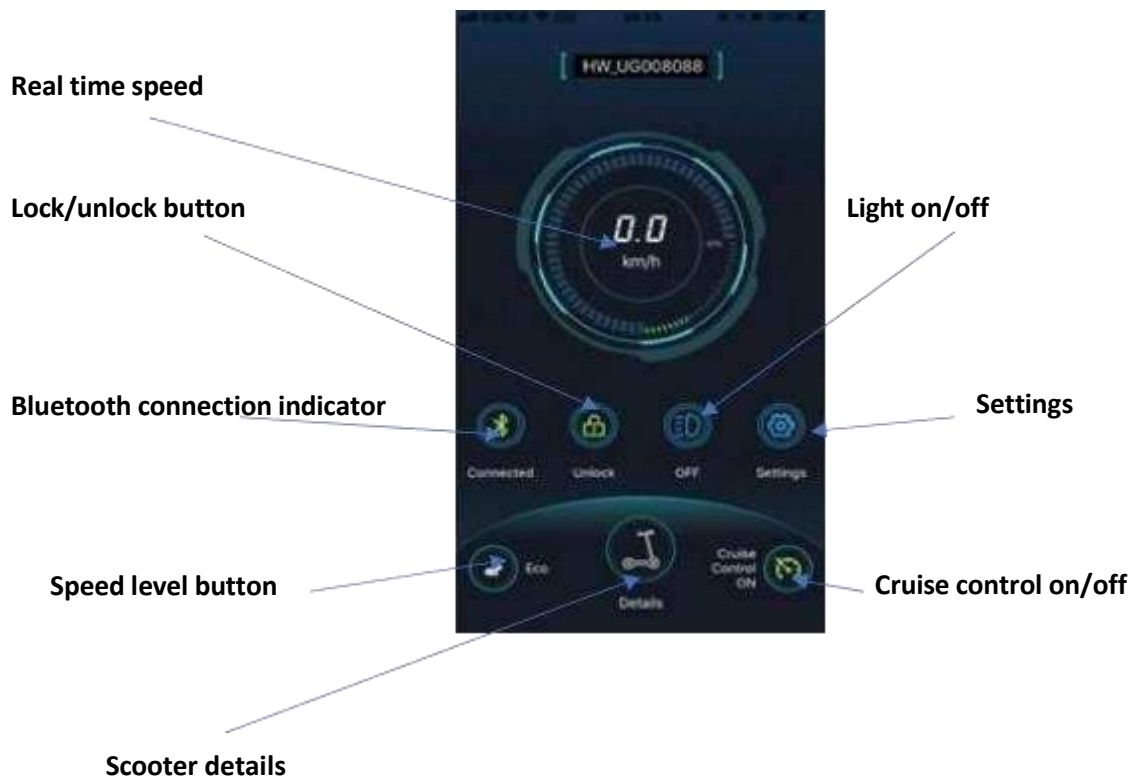 HW_UG008088
Real time speed
Lock/unlock button
Light on/off
0.0
km/h
Bluetooth connection indicator
Settings
Connected
Unlock
OFF
Settings
Eco
Cruise
Control
ON
Speed level button
Cruise control on/off
Details
Scooter details